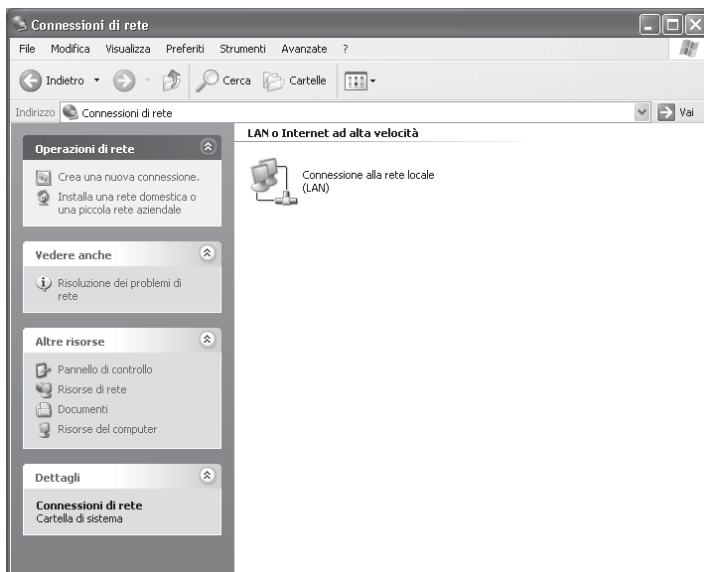 Connessioni di rete
File Modifica Visualizza Preferiti Strumenti Avanzate ?
Indietro Cerca Cartelle
Indirizzo Connessioni di rete Vai
Operazioni di rete
Crea una nuova connessione.
Installa una rete domestica o
una piccola rete aziendale
Vedere anche
Risoluzione dei problemi di
rete
Altre risorse
Pannello di controllo
Risorse di rete
Documenti
Risorse del computer
Dettagli
Connessioni di rete
Cartella di sistema
LAN o Internet ad alta velocità
Connessione alla rete locale
(LAN)